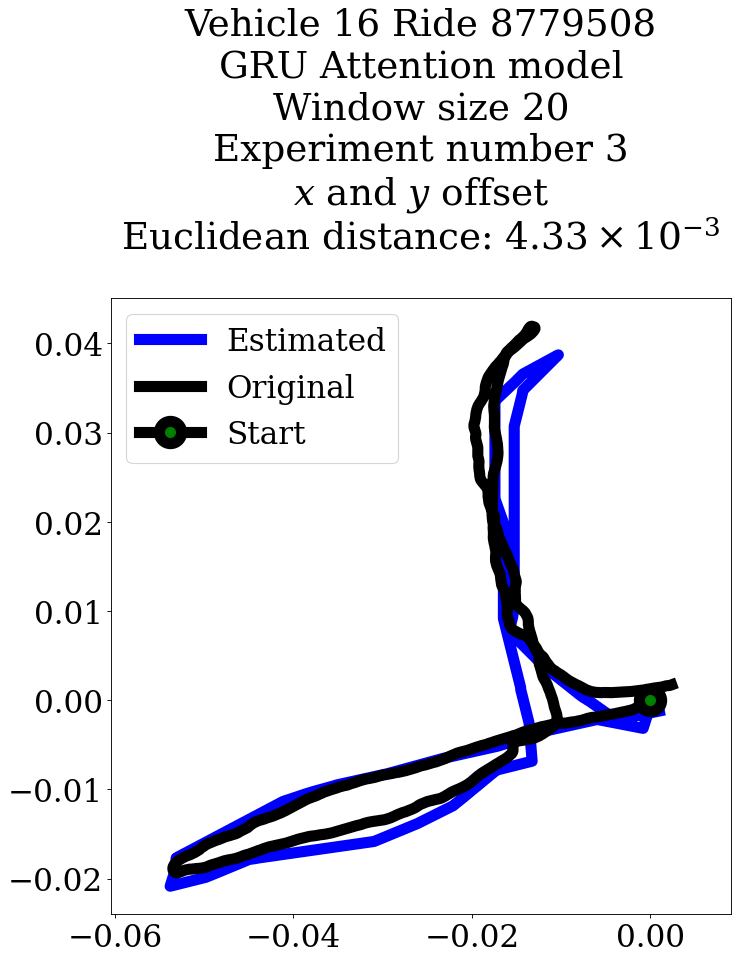 Vehicle 16 Ride 8779508
GRU Attention model
Window size 20
Experiment number 3
x and y offset
Euclidean distance: 4.33 × 10⁻³
Estimated
Original
Start
0.04
0.03
0.02
0.01
0.00
−0.01
−0.02
−0.06 −0.04 −0.02 0.00